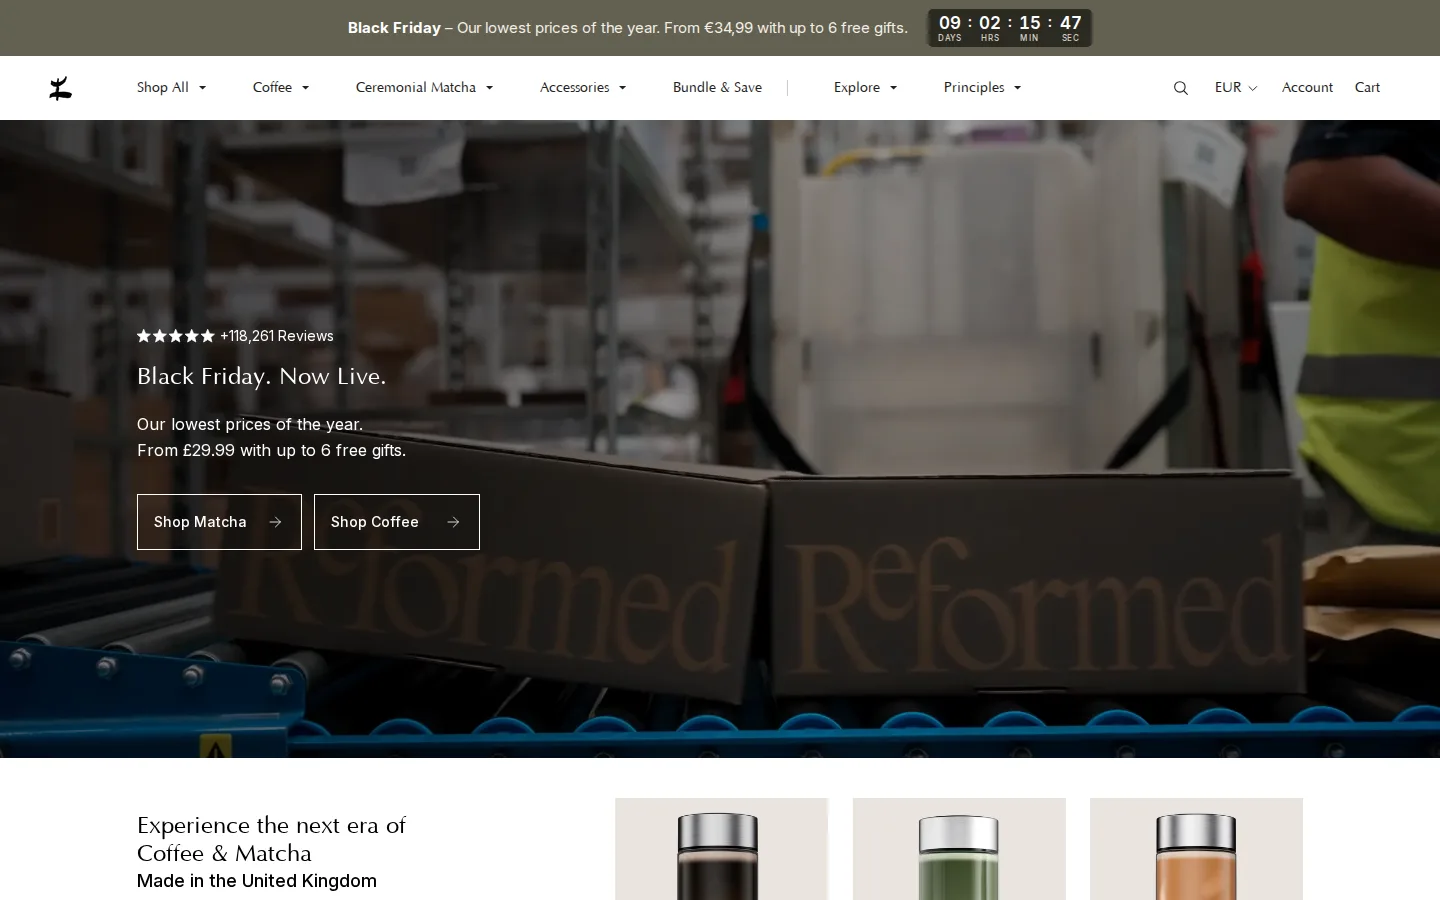 Black Friday – Our lowest prices of the year. From €34,99 with up to 6 free gifts.
09 : 02 : 15 : 47
DAYS HRS MIN SEC
Shop All Coffee Ceremonial Matcha Accessories Bundle & Save Explore Principles EUR Account Cart
+118,261 Reviews
Black Friday. Now Live.
Our lowest prices of the year.
From £29.99 with up to 6 free gifts.
Shop Matcha Shop Coffee
Reformed Reformed
Experience the next era of
Coffee & Matcha
Made in the United Kingdom